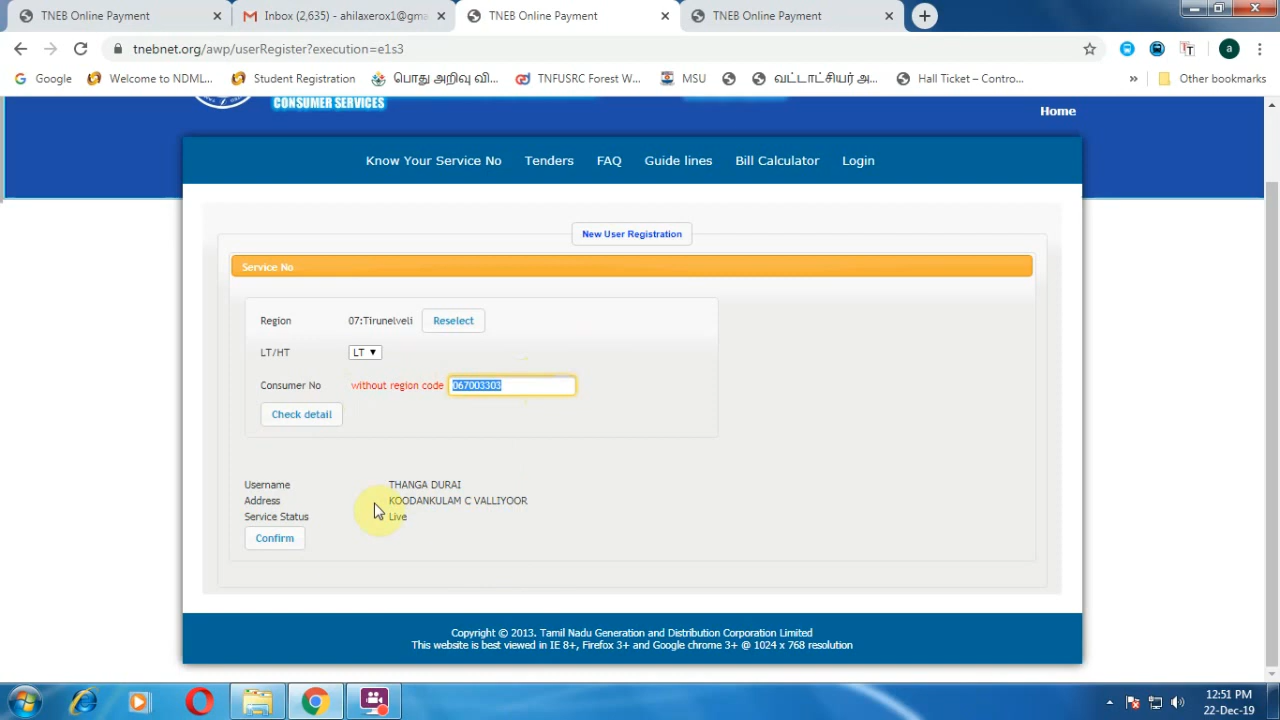 TNEB Online Payment
Inbox (2,635) - ahilaxerox1@gma
TNEB Online Payment
TNEB Online Payment
tnebnet.org/awp/userRegister?execution=e1s3
a
Google
Welcome to NDML...
Student Registration
பொது அறிவு வி...
TNFUSRC Forest W...
MSU
வட்டாட்சியர் அ...
Hall Ticket – Contro...
»
Other bookmarks
CONSUMER SERVICES
Home
Know Your Service No Tenders FAQ Guide lines Bill Calculator Login
New User Registration
Service No
Region 07:Tirunelveli Reselect
LT/HT LT
Consumer No without region code 067003303
Check detail
Username THANGA DURAI
Address KOODANKULAM C VALLIYOOR
Service Status Live
Confirm
Copyright © 2013. Tamil Nadu Generation and Distribution Corporation Limited
This website is best viewed in IE 8+, Firefox 3+ and Google chrome 3+ @ 1024 x 768 resolution
12:51 PM
22-Dec-19